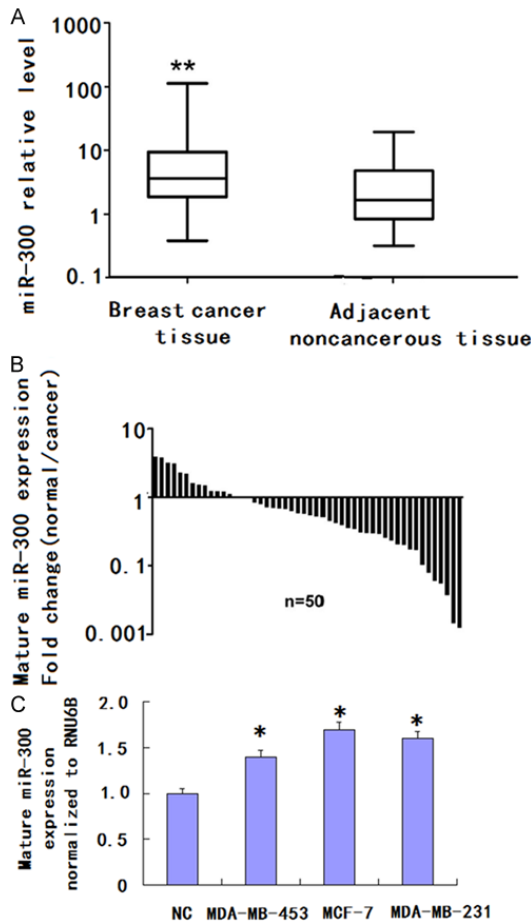 A
miR-300 relative level
1000
100
10
1
0.1
**
Breast cancer
tissue
Adjacent
noncancerous tissue
B
Mature miR-300 expression
Fold change(normal/cancer)
10
1
0.1
0.001
n=50
C
Mature miR-300
expression
normalized to RNU6B
2.0
1.5
1.0
0.5
0
*
*
*
NC MDA-MB-453 MCF-7 MDA-MB-231